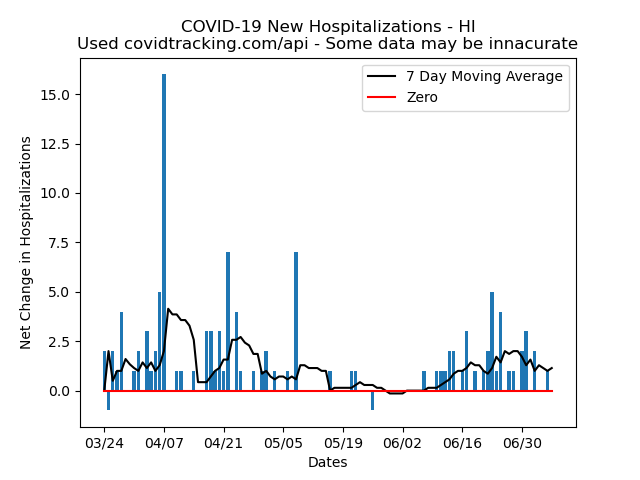 COVID-19 New Hospitalizations - HI
Used covidtracking.com/api - Some data may be innacurate
7 Day Moving Average
Zero
Net Change in Hospitalizations
15.0
12.5
10.0
7.5
5.0
2.5
0.0
03/24 04/07 04/21 05/05 05/19 06/02 06/16 06/30
Dates